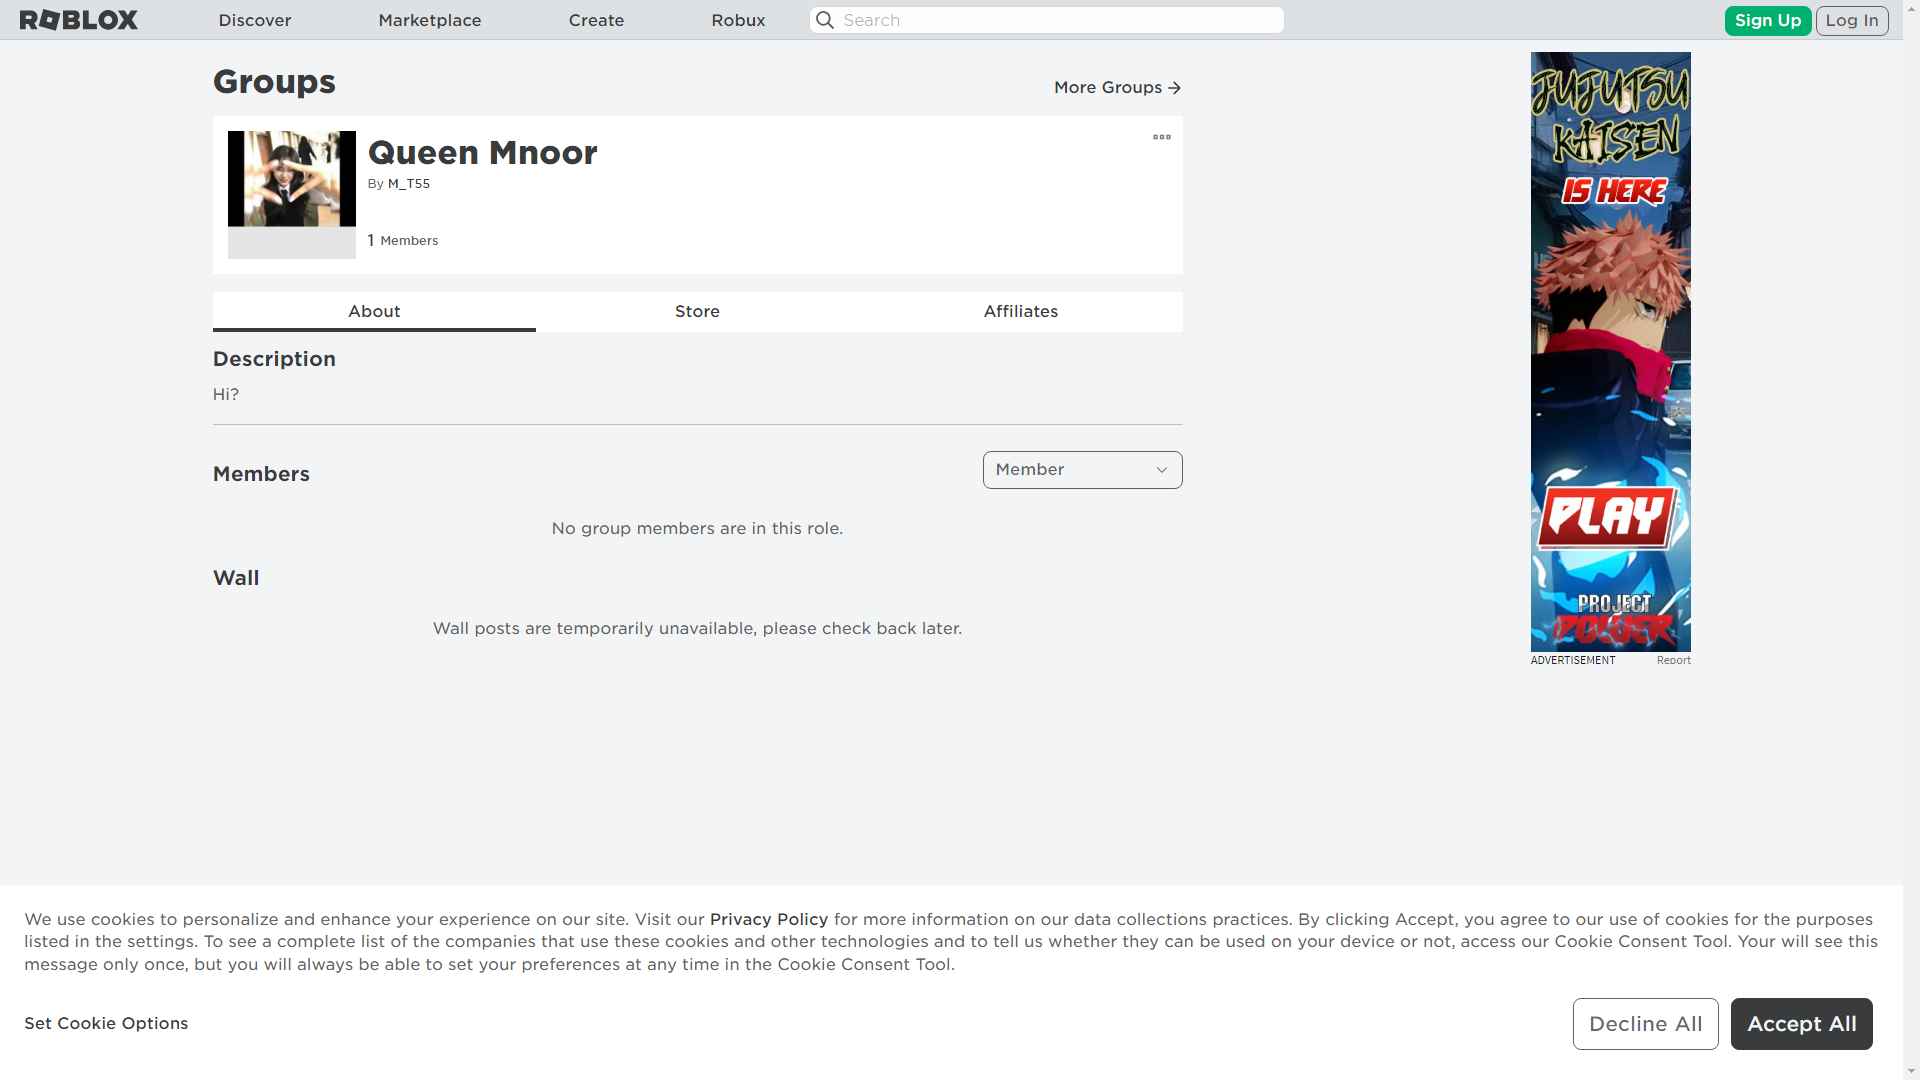 ROBLOX
Discover
Marketplace
Create
Robux
Search
Sign Up
Log In
Groups
More Groups
Queen Mnoor
By M_T55
1 Members
About
Store
Affiliates
Description
Hi?
Members
Member
No group members are in this role.
Wall
Wall posts are temporarily unavailable, please check back later.
JUJUTSU
KAISEN
IS HERE
PLAY
PROJECT
POWER
ADVERTISEMENT
Report
We use cookies to personalize and enhance your experience on our site. Visit our Privacy Policy for more information on our data collections practices. By clicking Accept, you agree to our use of cookies for the purposes
listed in the settings. To see a complete list of the companies that use these cookies and other technologies and to tell us whether they can be used on your device or not, access our Cookie Consent Tool. Your will see this
message only once, but you will always be able to set your preferences at any time in the Cookie Consent Tool.
Set Cookie Options
Decline All
Accept All